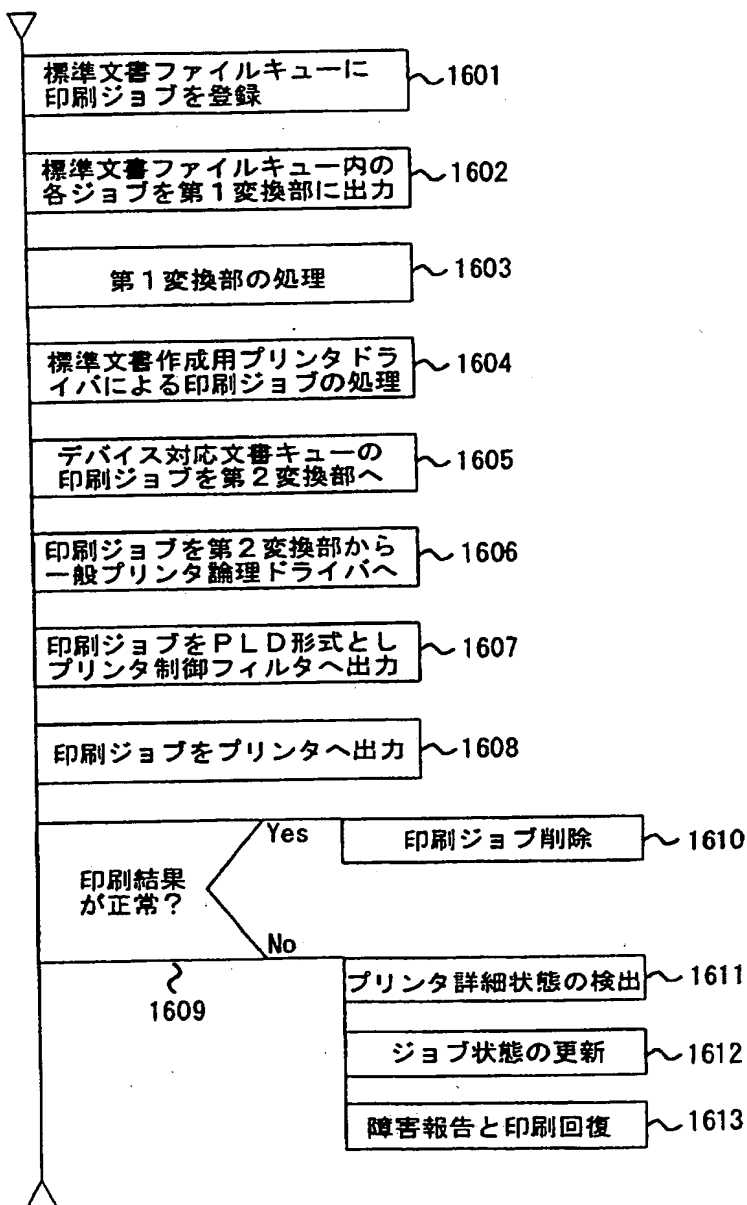 標準文書ファイルキューに
印刷ジョブを登録
1601
標準文書ファイルキュー内の
各ジョブを第1変換部に出力
1602
第1変換部の処理
1603
標準文書作成用プリンタドラ
イバによる印刷ジョブの処理
1604
デバイス対応文書キューの
印刷ジョブを第2変換部へ
1605
印刷ジョブを第2変換部から
一般プリンタ論理ドライバへ
1606
印刷ジョブをPLD形式とし
プリンタ制御フィルタへ出力
1607
印刷ジョブをプリンタへ出力
1608
印刷結果
が正常?
1609
Yes
印刷ジョブ削除
1610
No
プリンタ詳細状態の検出
1611
ジョブ状態の更新
1612
障害報告と印刷回復
1613